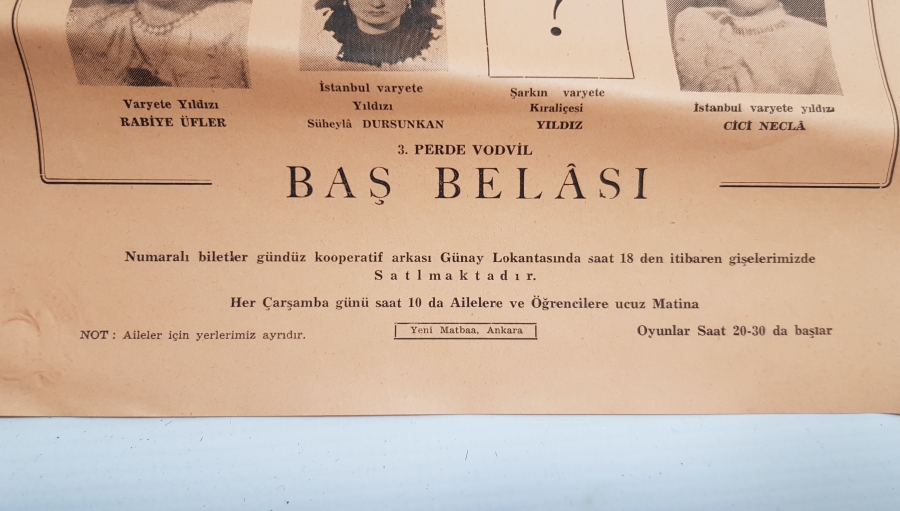 ?
Varyete Yıldızı
RABİYE ÜFLER
İstanbul varyete
Yıldızı
Süheylâ DURSUNKAN
Şarkın varyete
Kıraliçesi
YILDIZ
İstanbul varyete yıldızı
CİCİ NECLÂ
3. PERDE VODVİL
BAŞ BELÂSI
Numaralı biletler gündüz kooperatif arkası Günay Lokantasında saat 18 den itibaren gişelerimizde
Satlmaktadır.
Her Çarşamba günü saat 10 da Ailelere ve Öğrencilere ucuz Matina
NOT : Aileler için yerlerimiz ayrıdır.
Yeni Matbaa, Ankara
Oyunlar Saat 20-30 da başlar